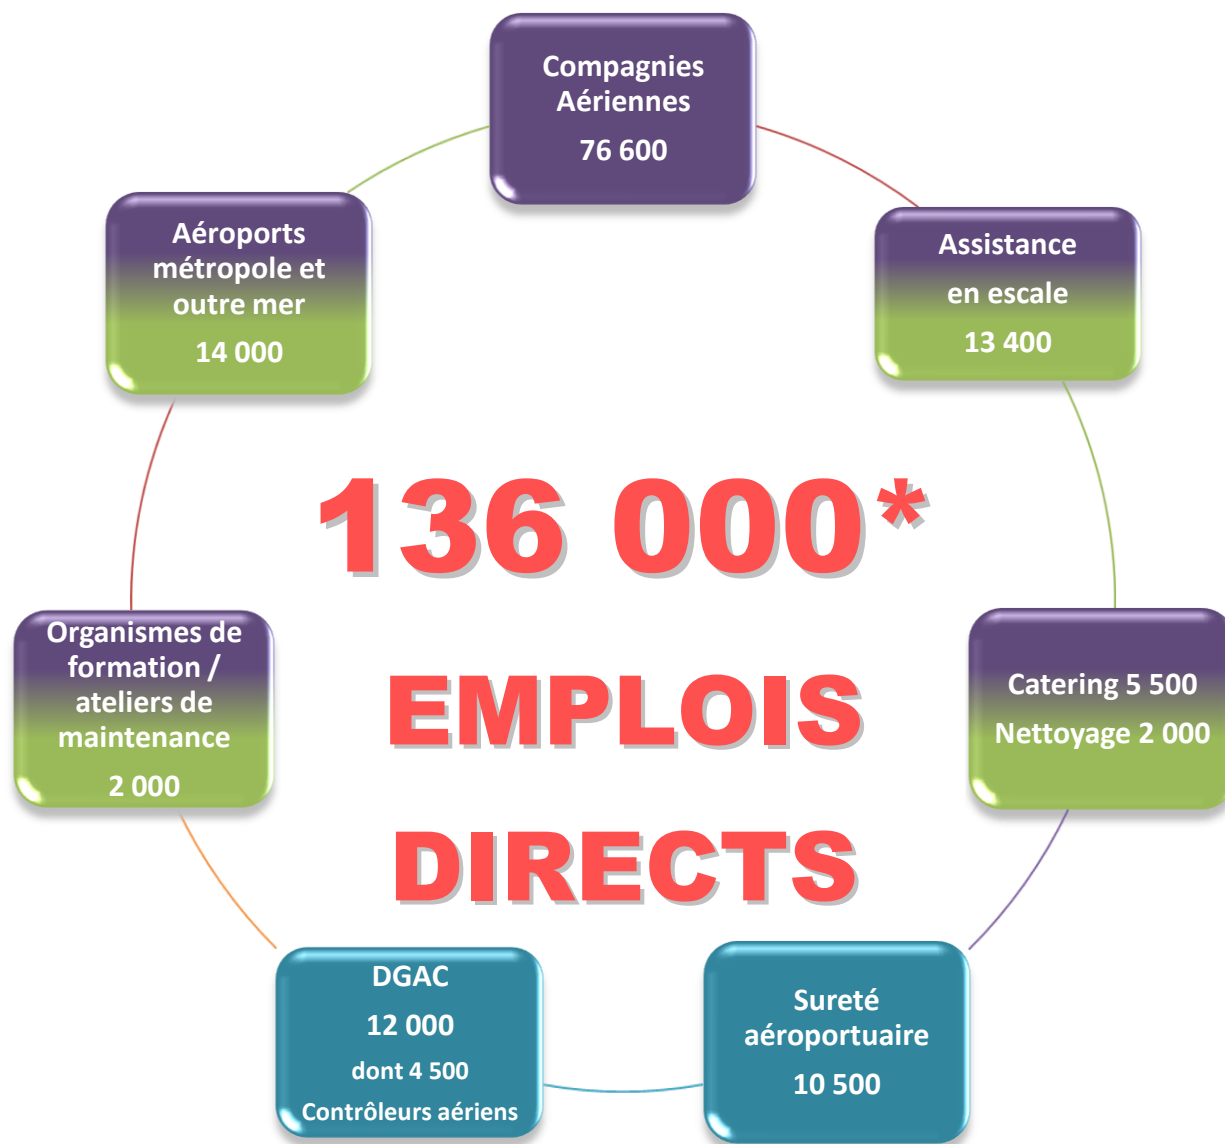 Compagnies
Aériennes
76 600
Assistance
en escale
13 400
Catering 5 500
Nettoyage 2 000
Sureté
aéroportuaire
10 500
DGAC
12 000
dont 4 500
Contrôleurs aériens
Organismes de
formation /
ateliers de
maintenance
2 000
Aéroports
métropole et
outre mer
14 000
136 000*
EMPLOIS
DIRECTS